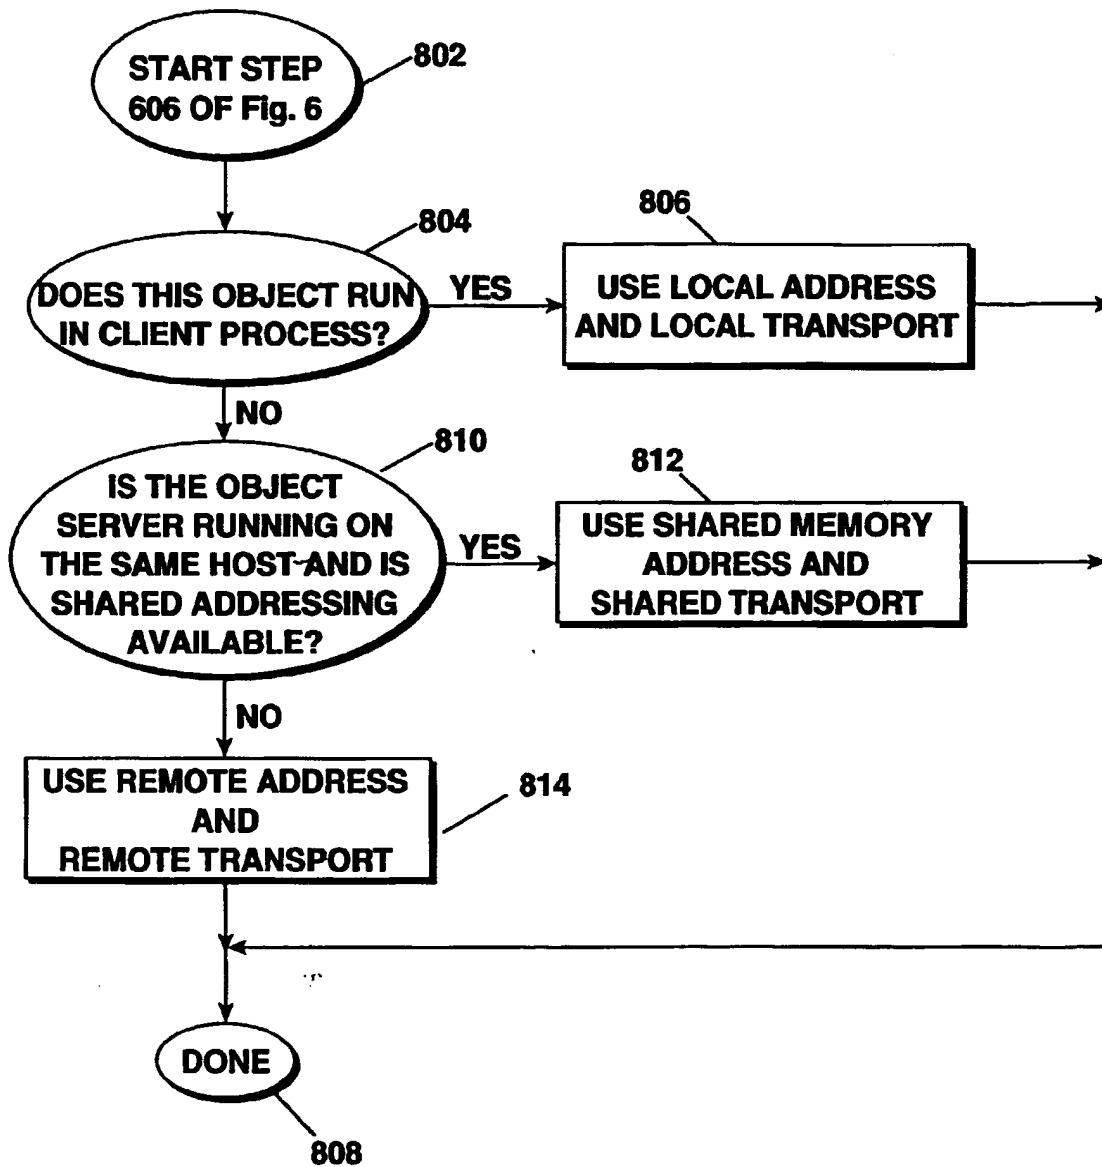 START STEP
606 OF Fig. 6
802
804
DOES THIS OBJECT RUN
IN CLIENT PROCESS?
YES
806
USE LOCAL ADDRESS
AND LOCAL TRANSPORT
NO
810
IS THE OBJECT
SERVER RUNNING ON
THE SAME HOST AND IS
SHARED ADDRESSING
AVAILABLE?
YES
812
USE SHARED MEMORY
ADDRESS AND
SHARED TRANSPORT
NO
USE REMOTE ADDRESS
AND
REMOTE TRANSPORT
814
DONE
808